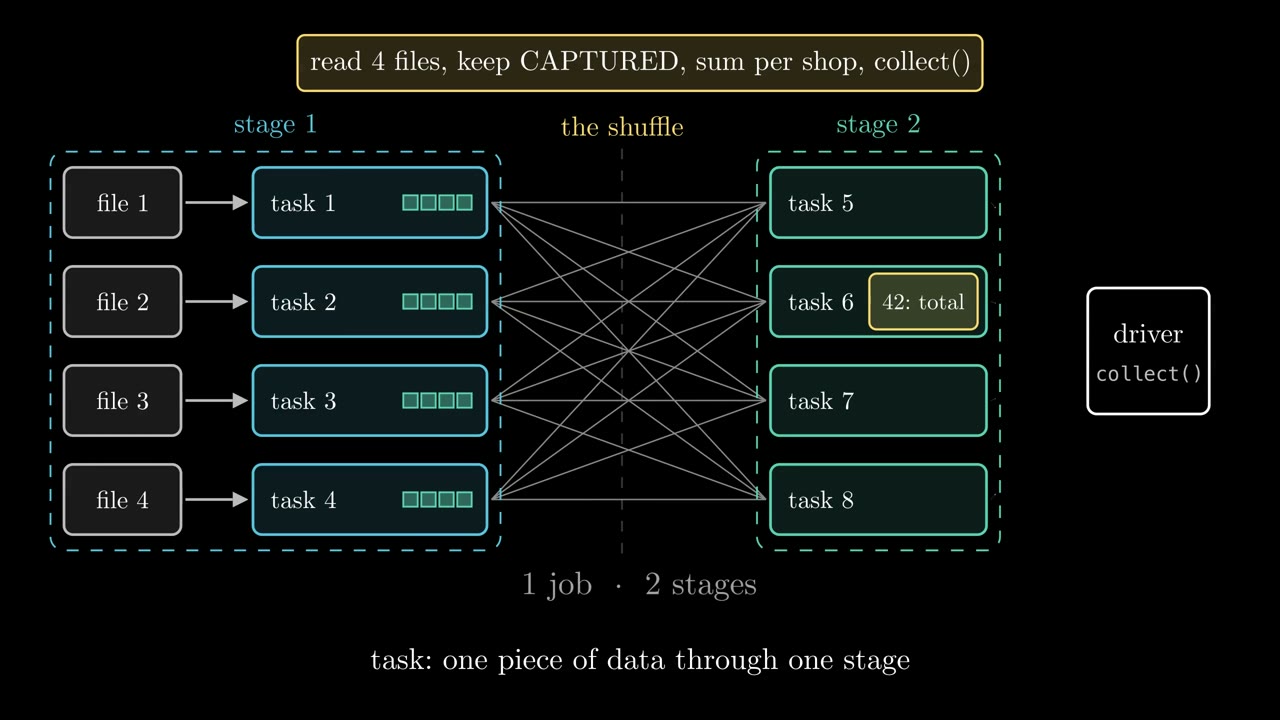 read 4 files, keep CAPTURED, sum per shop, collect()
stage 1
the shuffle
stage 2
file 1
task 1
task 5
file 2
task 2
task 6
42: total
file 3
task 3
task 7
file 4
task 4
task 8
driver
collect()
1 job · 2 stages
task: one piece of data through one stage